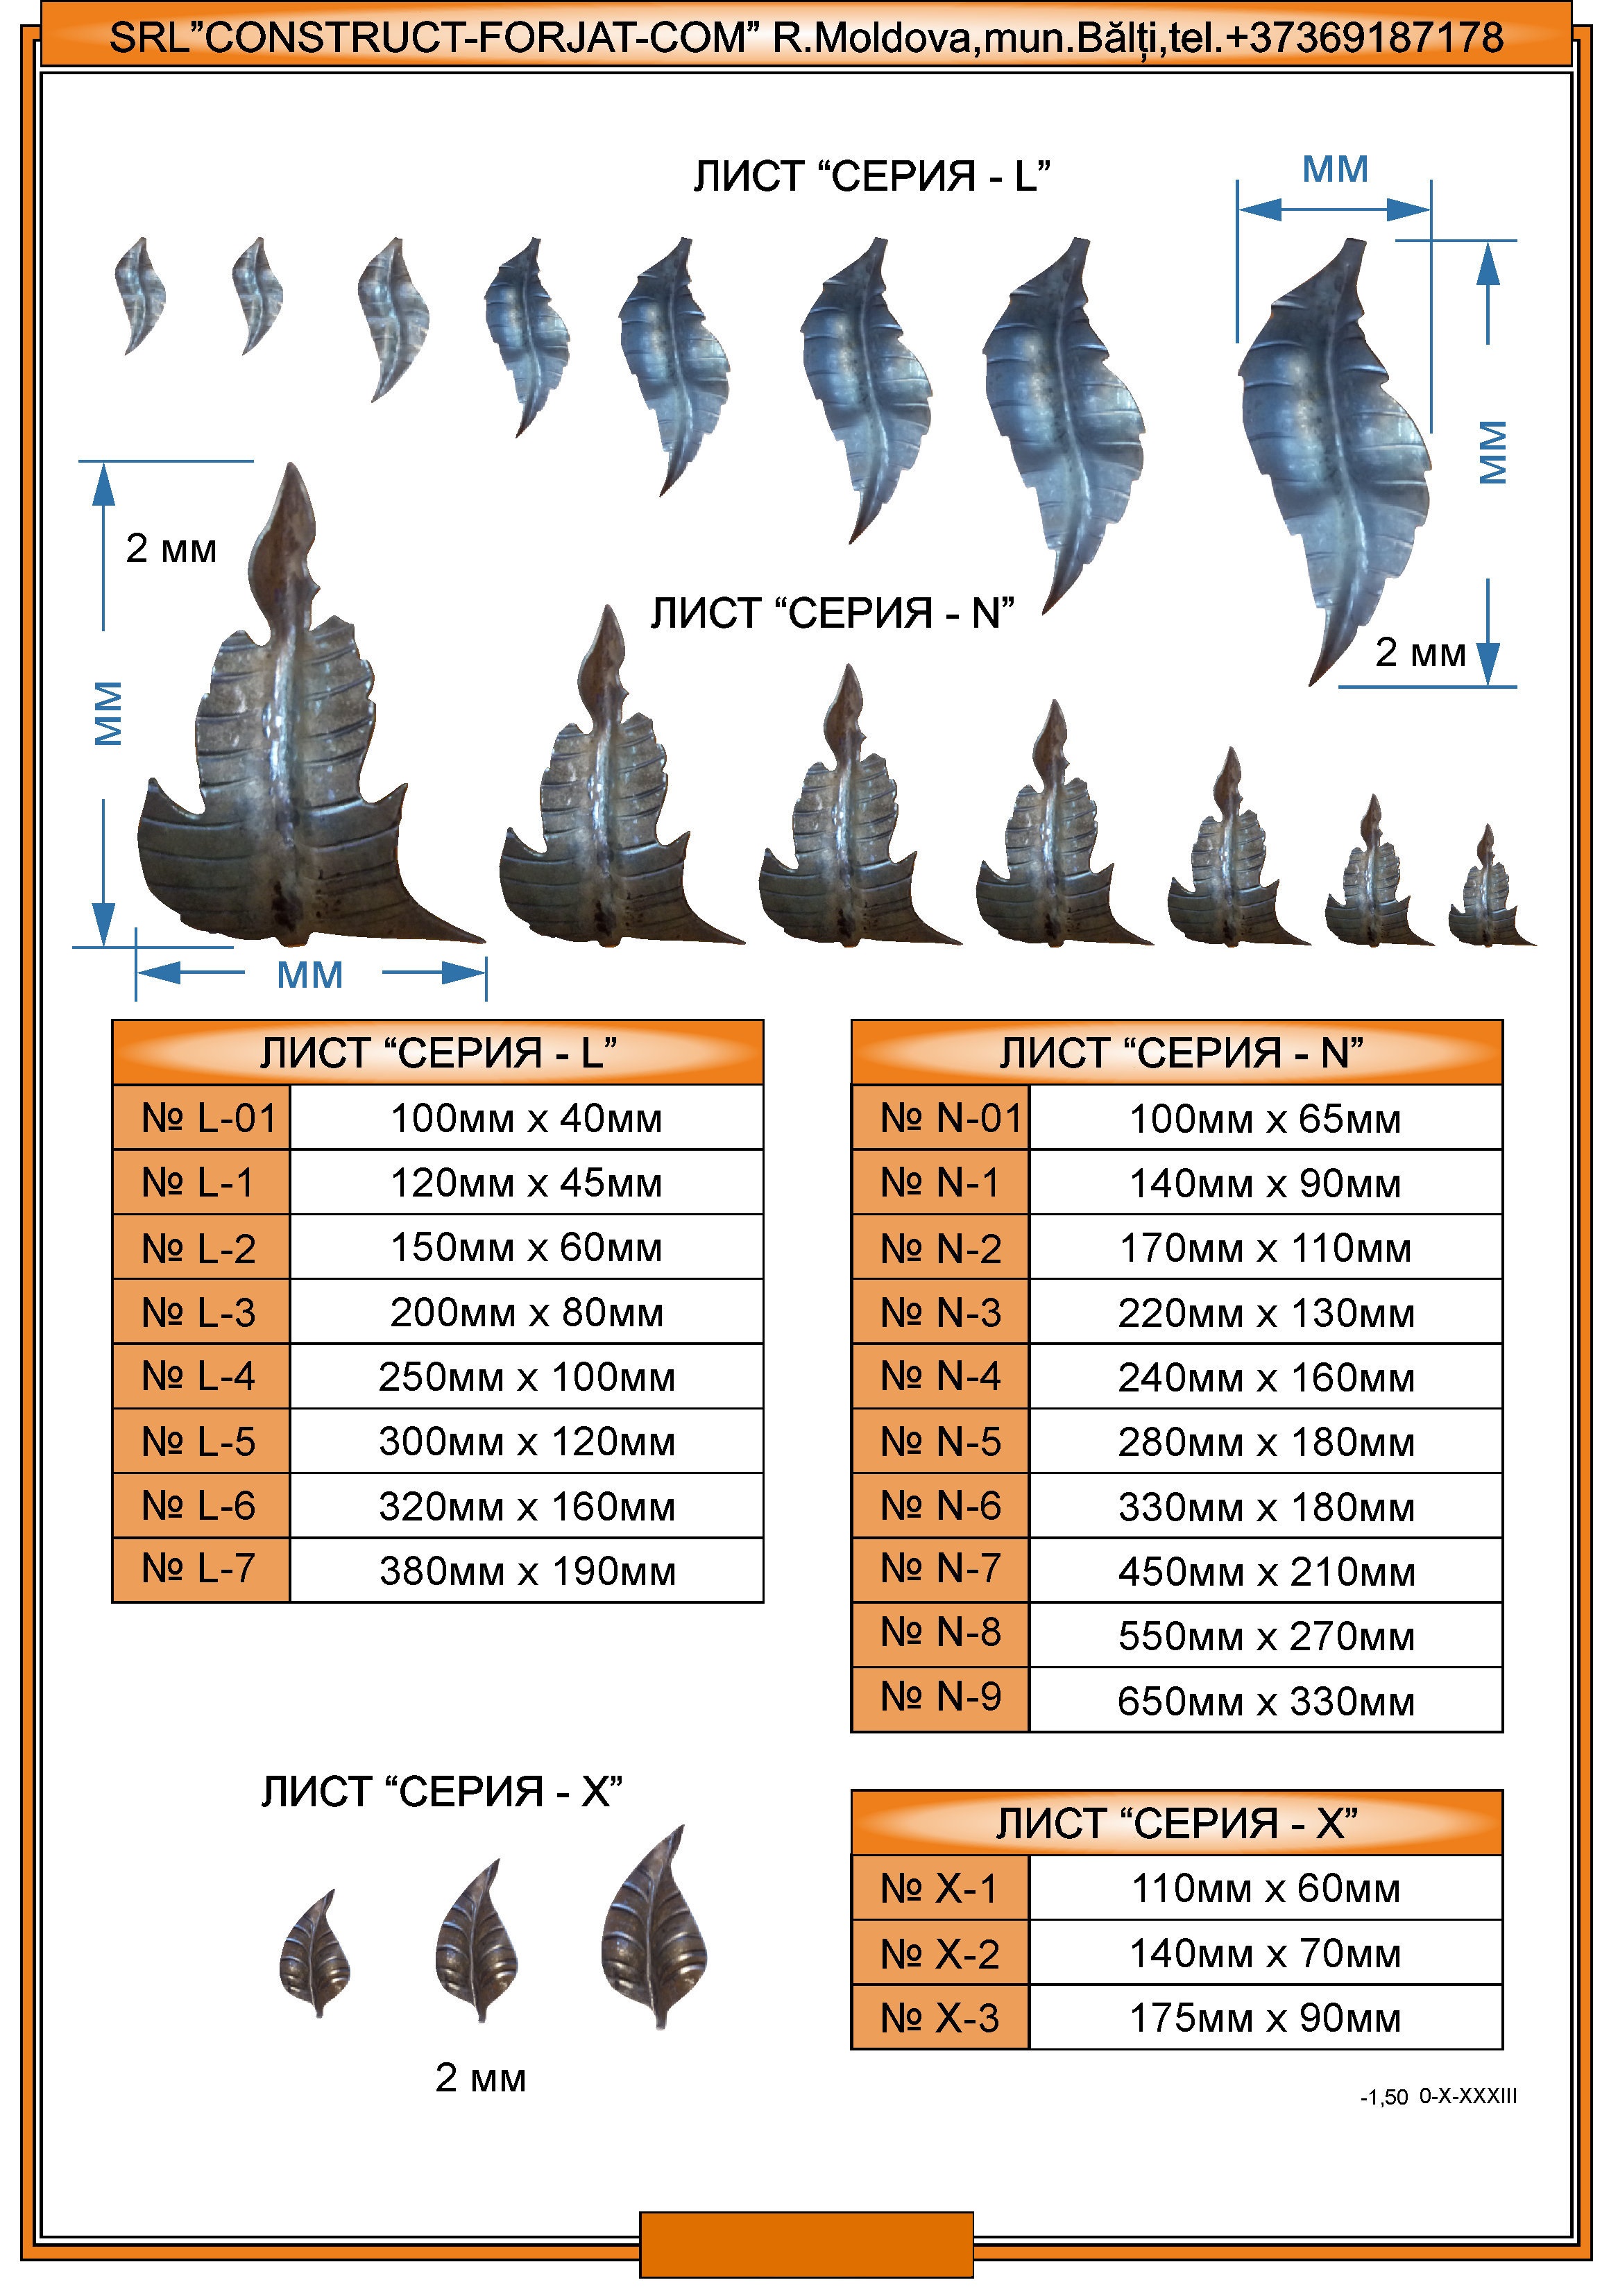 SRL”CONSTRUCT-FORJAT-COM” R.Moldova,mun.Bălți,tel.+37369187178
ЛИСТ “СЕРИЯ - L”
мм
мм
2 мм
2 мм
мм
мм
ЛИСТ “СЕРИЯ - N”
ЛИСТ “СЕРИЯ - L”
№ L-01 100мм x 40мм
№ L-1 120мм x 45мм
№ L-2 150мм x 60мм
№ L-3 200мм x 80мм
№ L-4 250мм x 100мм
№ L-5 300мм x 120мм
№ L-6 320мм x 160мм
№ L-7 380мм x 190мм
ЛИСТ “СЕРИЯ - N”
№ N-01 100мм x 65мм
№ N-1 140мм x 90мм
№ N-2 170мм x 110мм
№ N-3 220мм x 130мм
№ N-4 240мм x 160мм
№ N-5 280мм x 180мм
№ N-6 330мм x 180мм
№ N-7 450мм x 210мм
№ N-8 550мм x 270мм
№ N-9 650мм x 330мм
ЛИСТ “СЕРИЯ - X”
2 мм
ЛИСТ “СЕРИЯ - X”
№ X-1 110мм x 60мм
№ X-2 140мм x 70мм
№ X-3 175мм x 90мм
-1,50 0-X-XXXIII